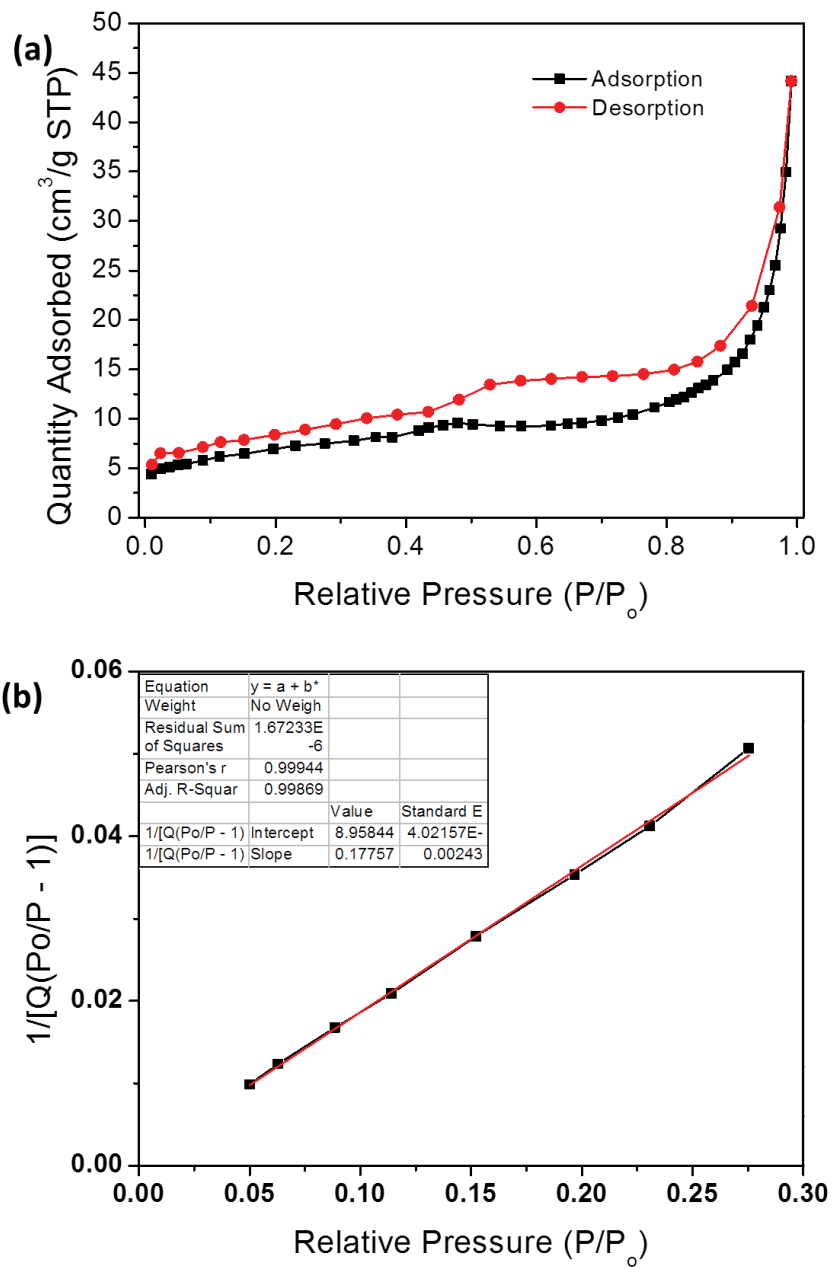 (a)
50
45
40
35
30
25
20
15
10
5
0
Quantity Adsorbed (cm³/g STP)
Adsorption
Desorption
0.0 0.2 0.4 0.6 0.8 1.0
Relative Pressure (P/Pₒ)
(b)
0.06
0.04
0.02
0.00
1/[Q(Po/P - 1)]
Equation y = a + b*
Weight No Weigh
Residual Sum of Squares 1.67233E-6
Pearson's r 0.99944
Adj. R-Squar 0.99869
Value Standard E
1/[Q(Po/P - 1) Intercept 8.95844 4.02157E-
1/[Q(Po/P - 1) Slope 0.17757 0.00243
0.00 0.05 0.10 0.15 0.20 0.25 0.30
Relative Pressure (P/Pₒ)